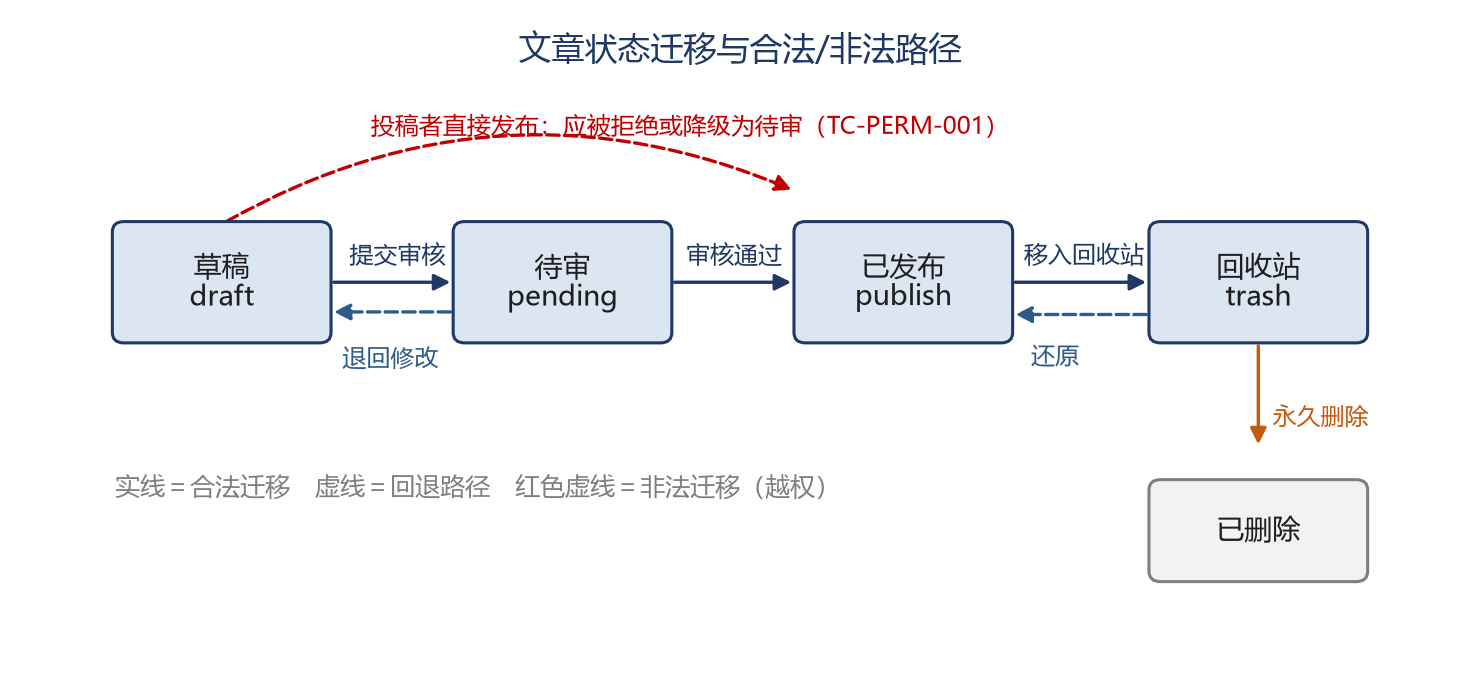 文章状态迁移与合法/非法路径
投稿者直接发布：应被拒绝或降级为待审（TC-PERM-001）
草稿
draft
提交审核
退回修改
待审
pending
审核通过
已发布
publish
移入回收站
还原
回收站
trash
永久删除
实线 = 合法迁移    虚线 = 回退路径    红色虚线 = 非法迁移（越权）
已删除